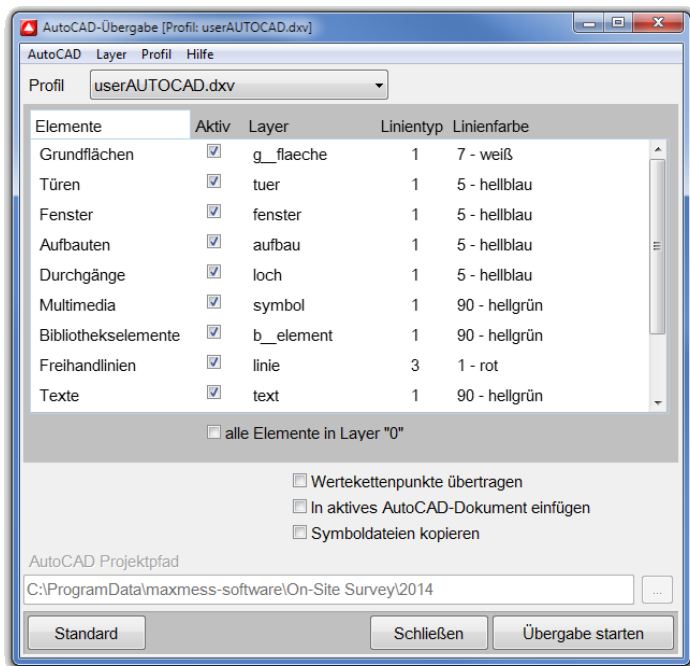 AutoCAD-Übergabe [Profil: userAUTOCAD.dxv]
AutoCAD Layer Profil Hilfe
Profil userAUTOCAD.dxv
Elemente Aktiv Layer Linientyp Linienfarbe
Grundflächen g__flaeche 1 7 - weiß
Türen tuer 1 5 - hellblau
Fenster fenster 1 5 - hellblau
Aufbauten aufbau 1 5 - hellblau
Durchgänge loch 1 5 - hellblau
Multimedia symbol 1 90 - hellgrün
Bibliothekselemente b__element 1 90 - hellgrün
Freihandlinien linie 3 1 - rot
Texte text 1 90 - hellgrün
alle Elemente in Layer "0"
Wertekettenpunkte übertragen
In aktives AutoCAD-Dokument einfügen
Symboldateien kopieren
AutoCAD Projektpfad
C:\ProgramData\maxmess-software\On-Site Survey\2014 ...
Standard Schließen Übergabe starten